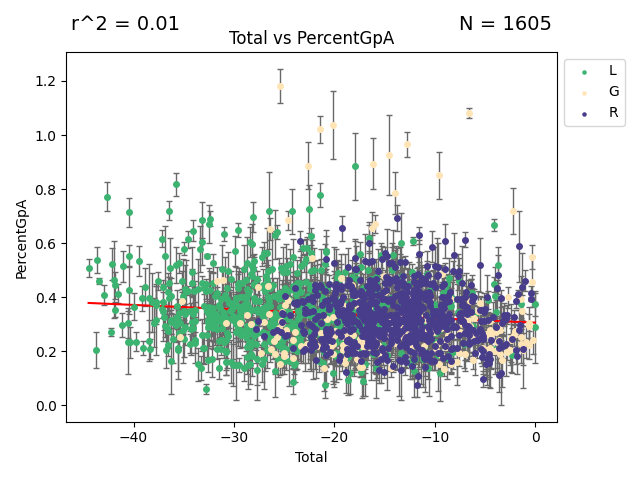 r^2 = 0.01 N = 1605
Total vs PercentGpA
L
G
R
PercentGpA
1.2
1.0
0.8
0.6
0.4
0.2
0.0
−40 −30 −20 −10 0
Total